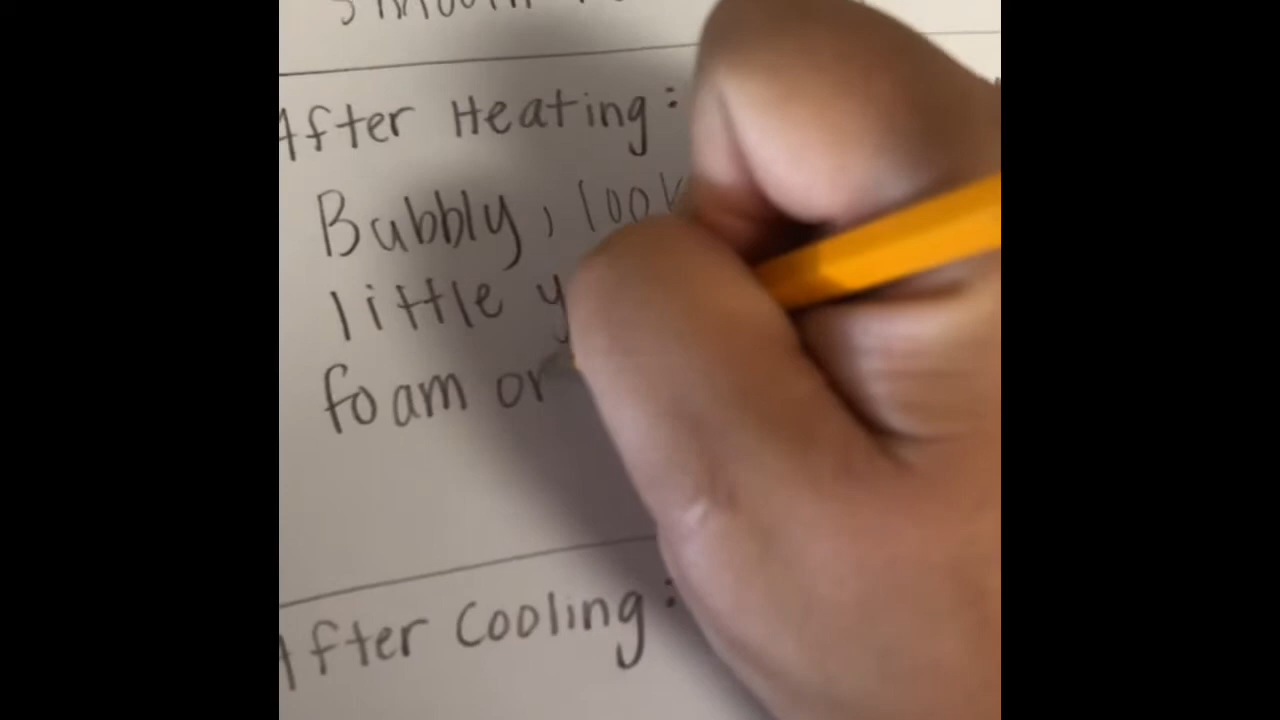 After Heating:
Bubbly, look
little
foam or
After Cooling: